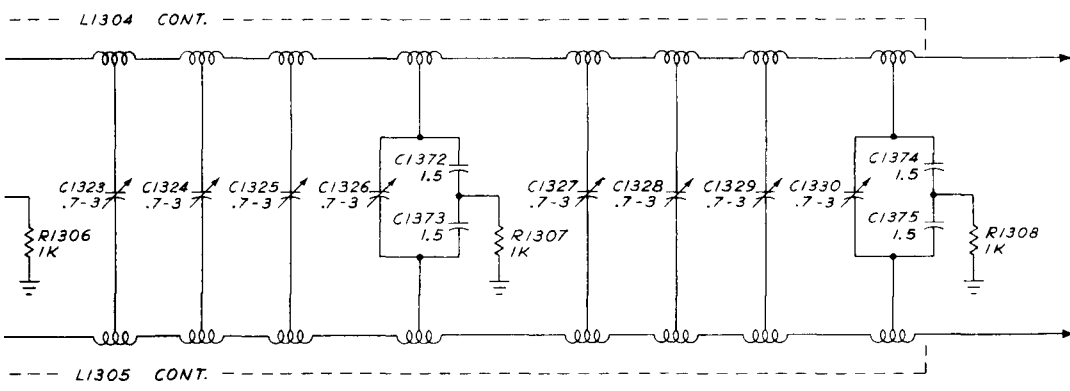 L1304 CONT.
C1372
1.5
C1374
1.5
C1323
.7-3
C1324
.7-3
C1325
.7-3
C1326
.7-3
C1327
.7-3
C1328
.7-3
C1329
.7-3
C1330
.7-3
C1373
1.5
C1375
1.5
R1306
1K
R1307
1K
R1308
1K
L1305 CONT.